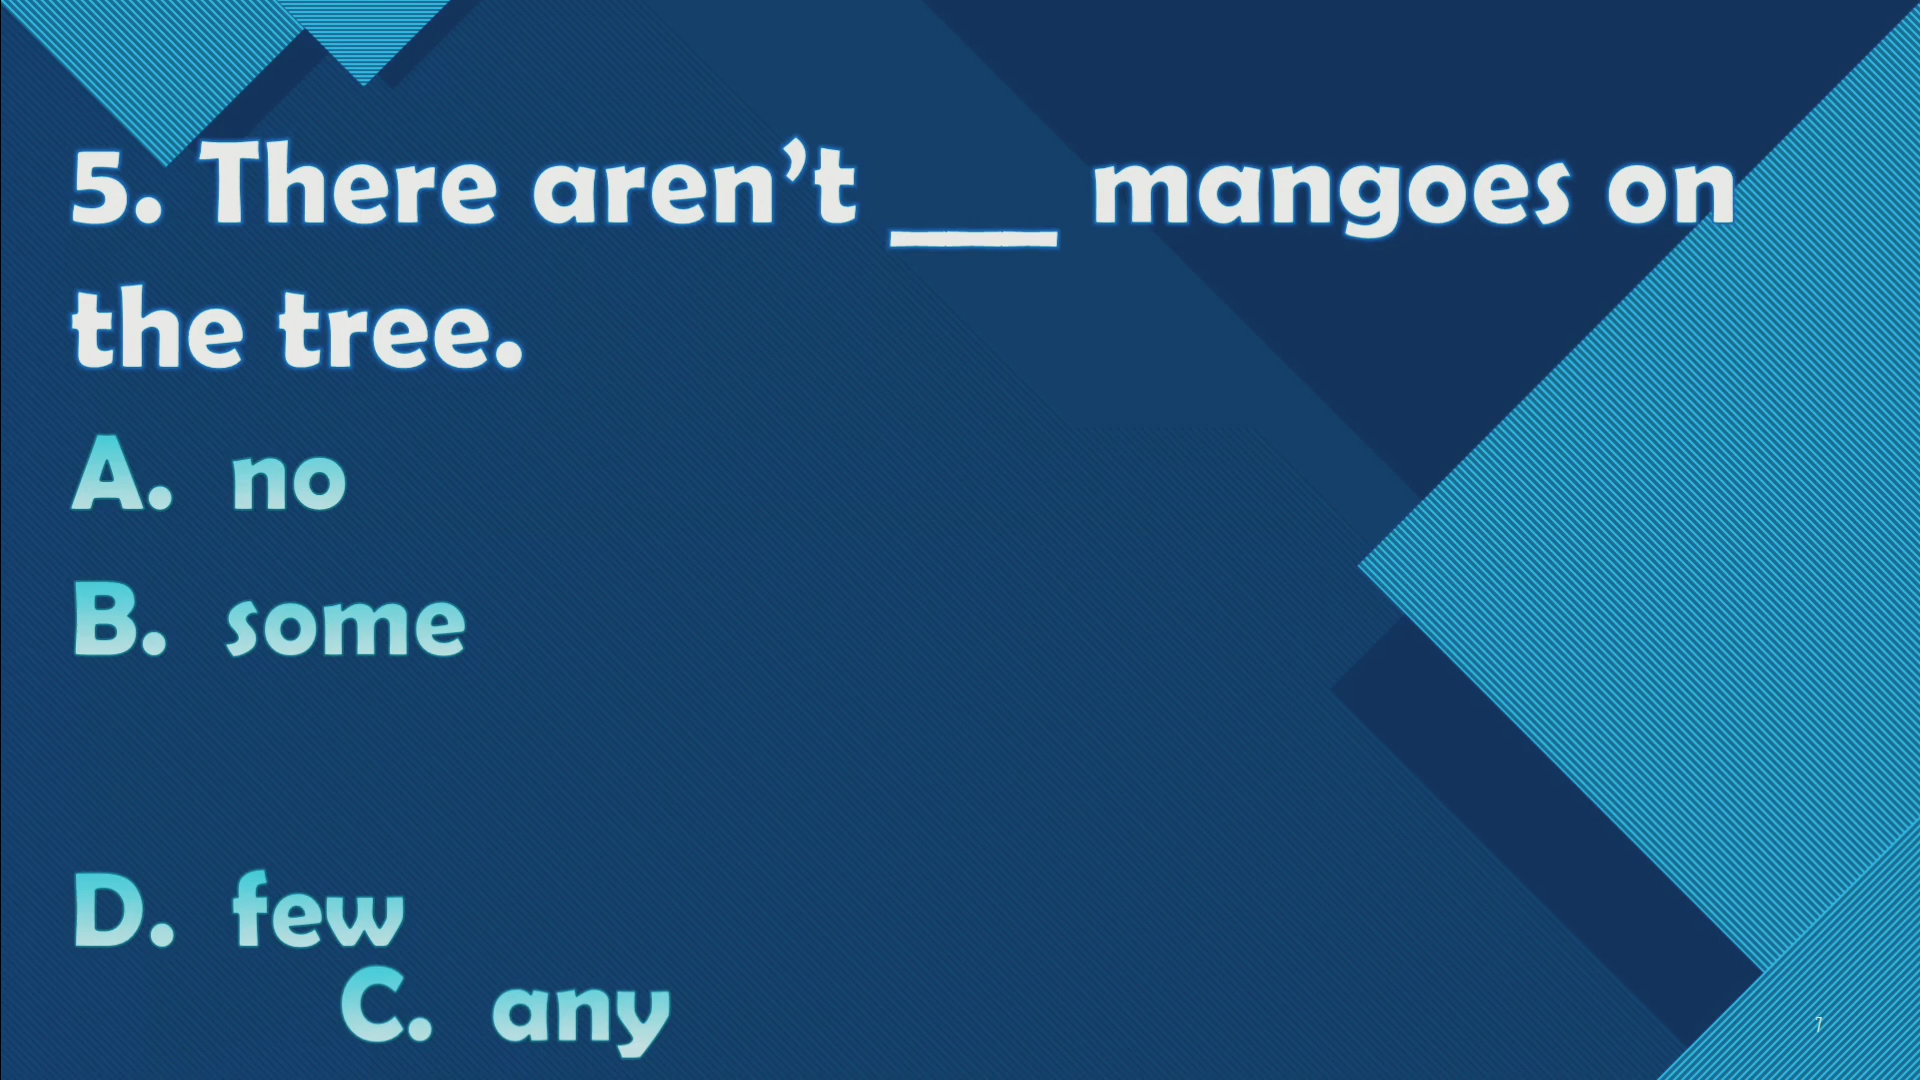 5. There aren’t ___ mangoes on
the tree.
A. no
B. some
D. few
C. any
7